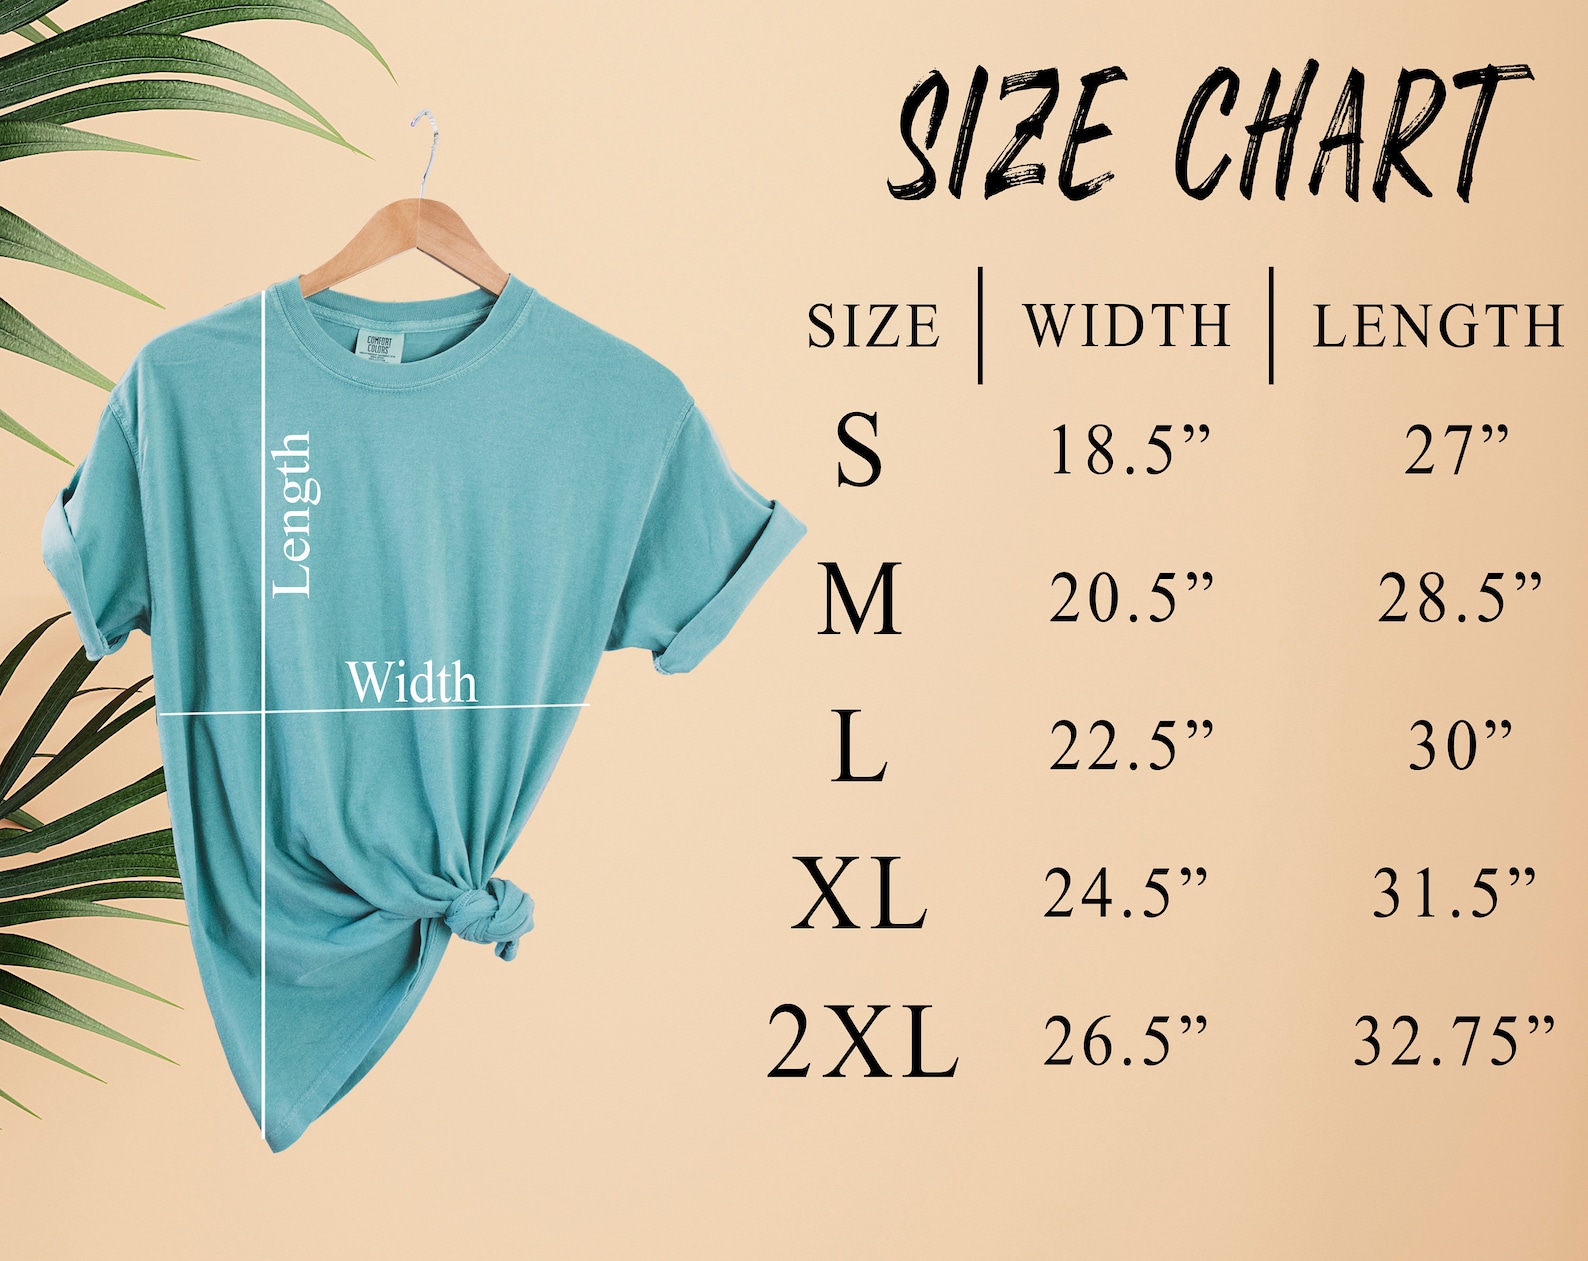 SIZE CHART
SIZE WIDTH LENGTH
S 18.5” 27”
M 20.5” 28.5”
L 22.5” 30”
XL 24.5” 31.5”
2XL 26.5” 32.75”
COMFORT
COLORS
Length
Width